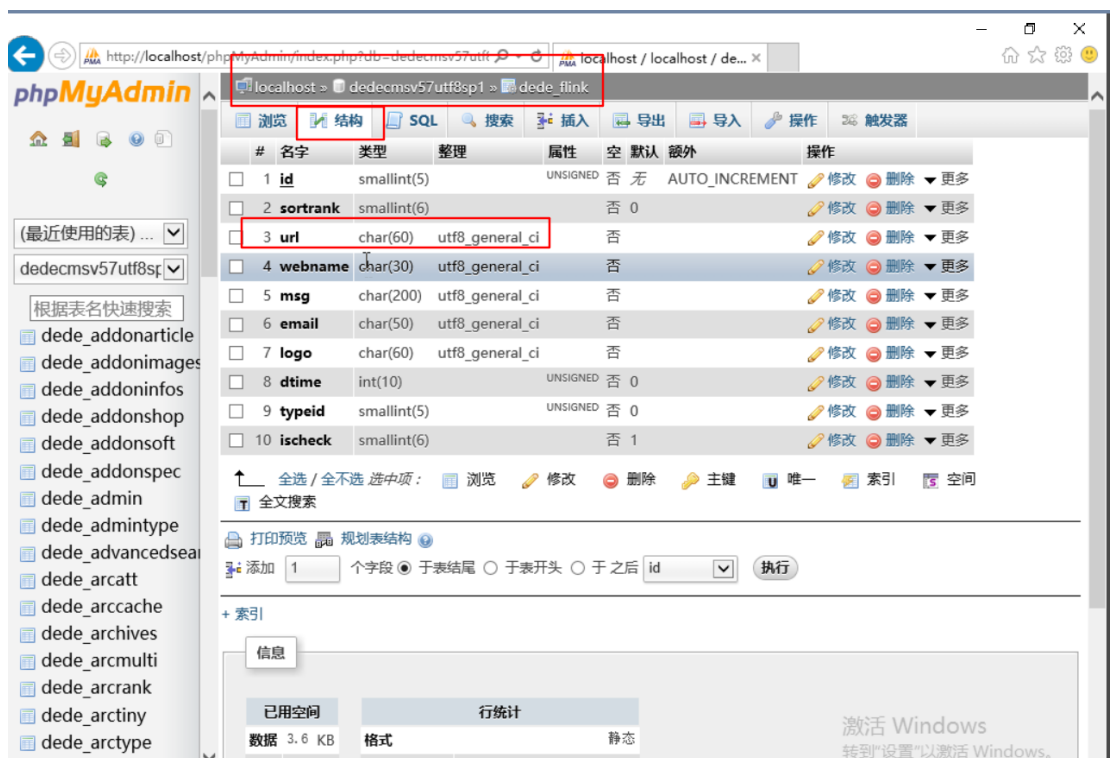 http://localhost/phpMyAdmin/index.php?db=dedecmsv57utf
localhost / localhost / de...
phpMyAdmin
localhost » dedecmsv57utf8sp1 » dede_flink
浏览 结构 SQL 搜索 插入 导出 导入 操作 触发器
# 名字 类型 整理 属性 空 默认 额外 操作
1 id smallint(5) UNSIGNED 否 无 AUTO_INCREMENT 修改 删除 更多
2 sortrank smallint(6) 否 0 修改 删除 更多
3 url char(60) utf8_general_ci 否 修改 删除 更多
4 webname char(30) utf8_general_ci 否 修改 删除 更多
5 msg char(200) utf8_general_ci 否 修改 删除 更多
6 email char(50) utf8_general_ci 否 修改 删除 更多
7 logo char(60) utf8_general_ci 否 修改 删除 更多
8 dtime int(10) UNSIGNED 否 0 修改 删除 更多
9 typeid smallint(5) UNSIGNED 否 0 修改 删除 更多
10 ischeck smallint(6) 否 1 修改 删除 更多
全选 / 全不选 选中项： 浏览 修改 删除 主键 唯一 索引 空间
全文搜索
打印预览 规划表结构
添加 1 个字段 于表结尾 于表开头 于 之后 id 执行
+ 索引
信息
已用空间 行统计
数据 3.6 KB 格式 静态
(最近使用的表) ...
dedecmsv57utf8sp
根据表名快速搜索
dede_addonarticle
dede_addonimages
dede_addoninfos
dede_addonshop
dede_addonsoft
dede_addonspec
dede_admin
dede_admintype
dede_advancedsear
dede_arcatt
dede_arccache
dede_archives
dede_arcmulti
dede_arcrank
dede_arctiny
dede_arctype
激活 Windows
转到"设置"以激活 Windows。